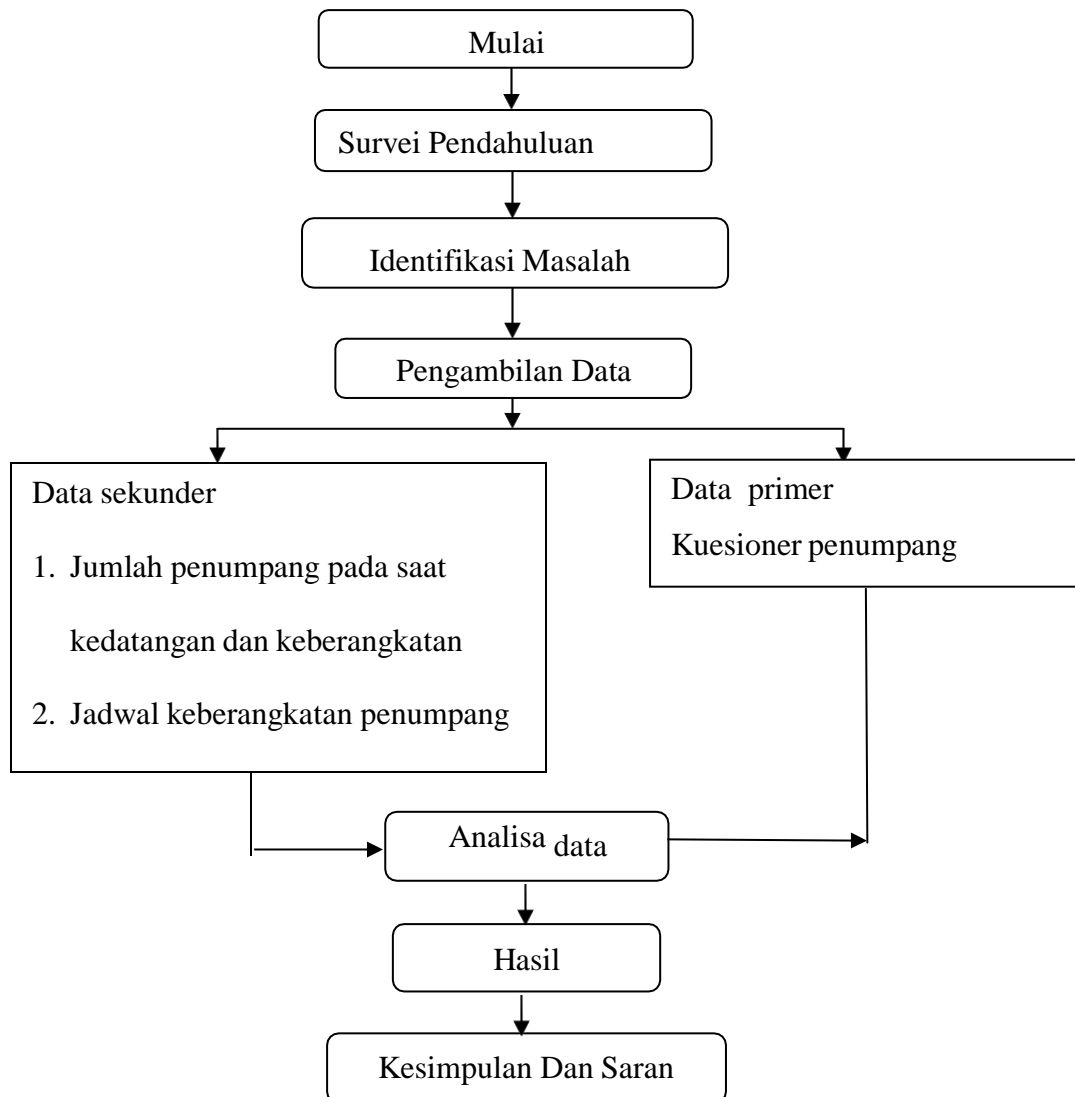 Mulai
Survei Pendahuluan
Identifikasi Masalah
Pengambilan Data
Data sekunder
1. Jumlah penumpang pada saat
kedatangan dan keberangkatan
2. Jadwal keberangkatan penumpang
Data primer
Kuesioner penumpang
Analisa data
Hasil
Kesimpulan Dan Saran